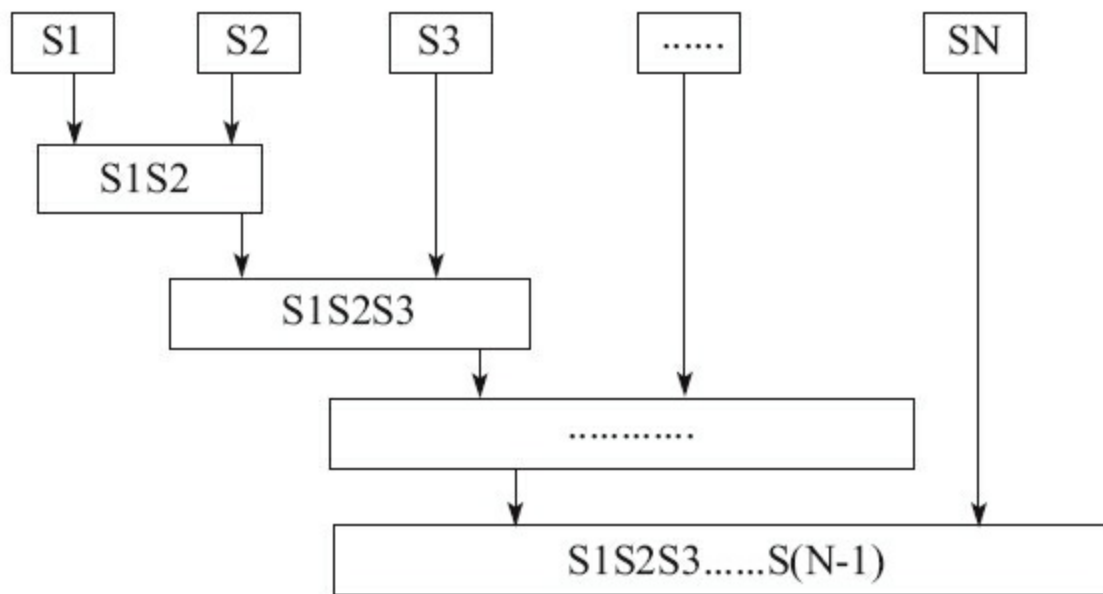 S1 S2 S3 ....... SN
S1S2
S1S2S3
.............
S1S2S3......S(N-1)